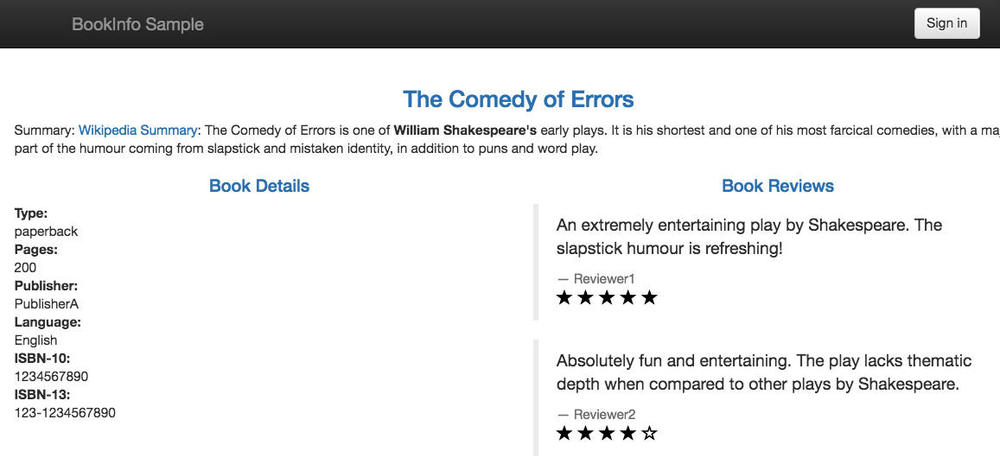 BookInfo Sample
Sign in
The Comedy of Errors
Summary: Wikipedia Summary: The Comedy of Errors is one of William Shakespeare's early plays. It is his shortest and one of his most farcical comedies, with a
part of the humour coming from slapstick and mistaken identity, in addition to puns and word play.
Book Details
Type:
paperback
Pages:
200
Publisher:
PublisherA
Language:
English
ISBN-10:
1234567890
ISBN-13:
123-1234567890
Book Reviews
An extremely entertaining play by Shakespeare. The
slapstick humour is refreshing!
— Reviewer1
★ ★ ★ ★ ★
Absolutely fun and entertaining. The play lacks thematic
depth when compared to other plays by Shakespeare.
— Reviewer2
★ ★ ★ ★ ☆